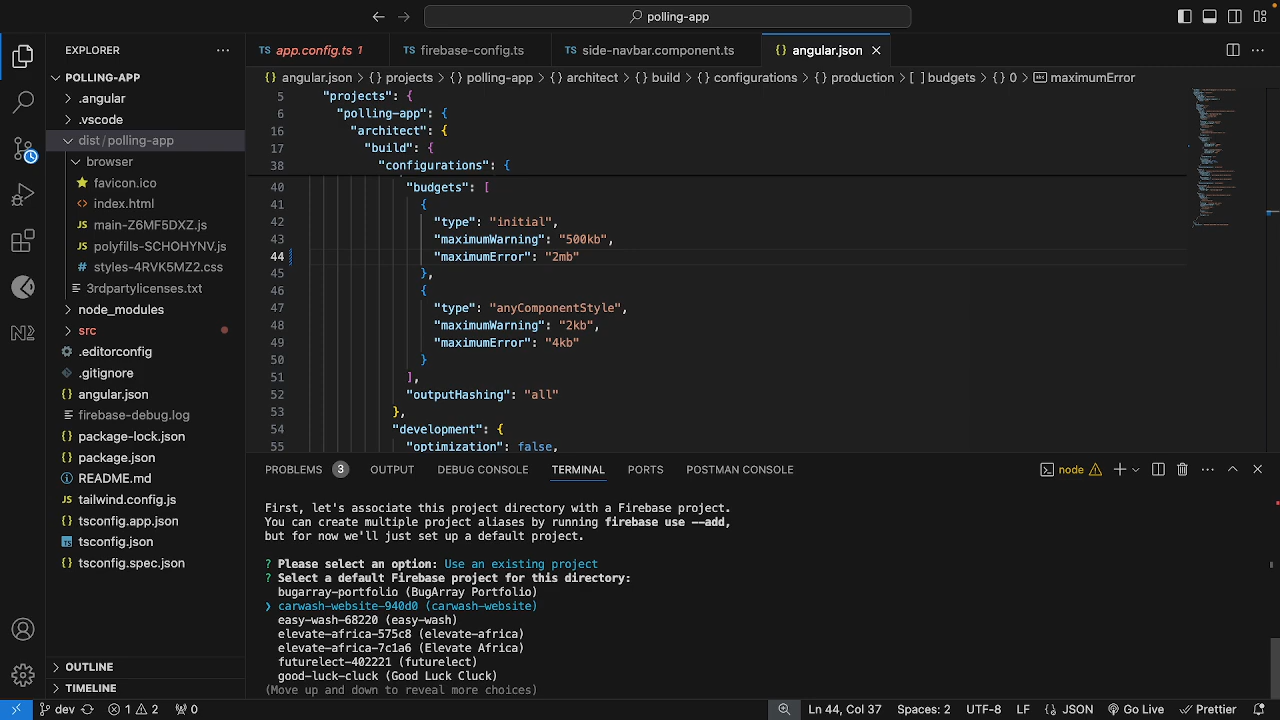 polling-app
EXPLORER
POLLING-APP
.angular
.vscode
dist/polling-app
browser
favicon.ico
index.html
main-Z6MF5DXZ.js
polyfills-SCHOHYNV.js
styles-4RVK5MZ2.css
3rdpartylicenses.txt
node_modules
src
.editorconfig
.gitignore
angular.json
firebase-debug.log
package-lock.json
package.json
README.md
tailwind.config.js
tsconfig.app.json
tsconfig.json
tsconfig.spec.json
OUTLINE
TIMELINE
TS app.config.ts 1
TS firebase-config.ts
TS side-navbar.component.ts
{} angular.json
{} angular.json > {} projects > {} polling-app > {} architect > {} build > {} configurations > {} production > [ ] budgets > {} 0 > maximumError
5 "projects": {
6 "polling-app": {
16 "architect": {
17 "build": {
38 "configurations": {
40 "budgets": [
41 {
42 "type": "initial",
43 "maximumWarning": "500kb",
44 "maximumError": "2mb"
45 },
46 {
47 "type": "anyComponentStyle",
48 "maximumWarning": "2kb",
49 "maximumError": "4kb"
50 }
51 ],
52 "outputHashing": "all"
53 },
54 "development": {
55 "optimization": false,
PROBLEMS 3 OUTPUT DEBUG CONSOLE TERMINAL PORTS POSTMAN CONSOLE
node
First, let's associate this project directory with a Firebase project.
You can create multiple project aliases by running firebase use --add,
but for now we'll just set up a default project.
? Please select an option: Use an existing project
? Select a default Firebase project for this directory:
bugarray-portfolio (BugArray Portfolio)
❯ carwash-website-940d0 (carwash-website)
easy-wash-68220 (easy-wash)
elevate-africa-575c8 (elevate-africa)
elevate-africa-7c1a6 (Elevate Africa)
futurelect-402221 (futurelect)
good-luck-cluck (Good Luck Cluck)
(Move up and down to reveal more choices)
dev 1 2 0 Ln 44, Col 37 Spaces: 2 UTF-8 LF {} JSON Go Live Prettier